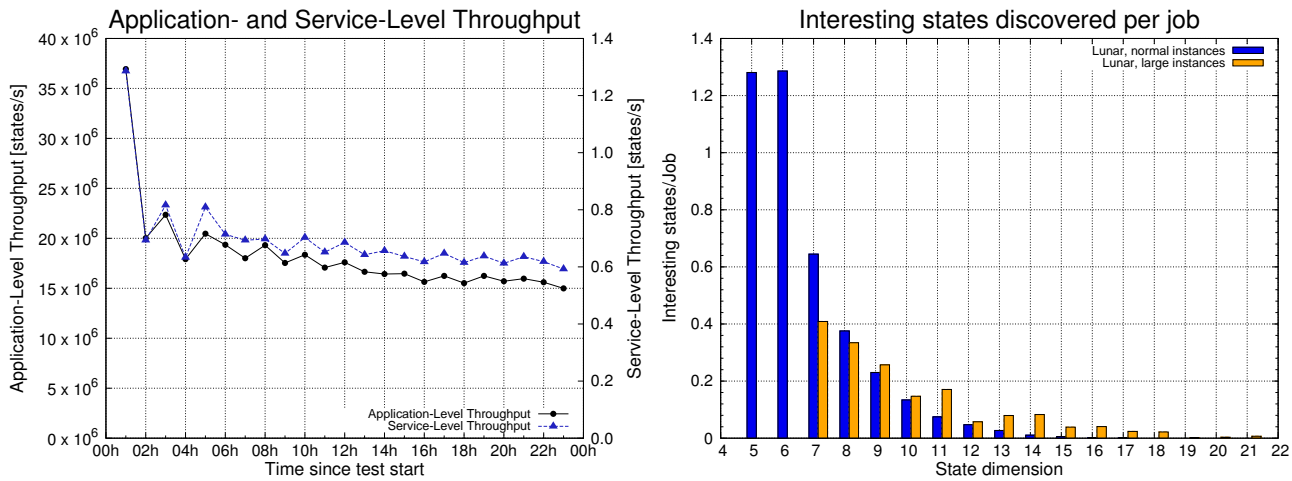 Application- and Service-Level Throughput
40 x 10^6
35 x 10^6
30 x 10^6
25 x 10^6
20 x 10^6
15 x 10^6
10 x 10^6
5 x 10^6
0 x 10^6
Application-Level Throughput [states/s]
1.4
1.2
1.0
0.8
0.6
0.4
0.2
0.0
Service-Level Throughput [states/s]
Application-Level Throughput
Service-Level Throughput
00h 02h 04h 06h 08h 10h 12h 14h 16h 18h 20h 22h 00h
Time since test start
Interesting states discovered per job
1.4
1.2
1
0.8
0.6
0.4
0.2
0
Interesting states/Job
Lunar, normal instances
Lunar, large instances
4 5 6 7 8 9 10 11 12 13 14 15 16 17 18 19 20 21 22
State dimension